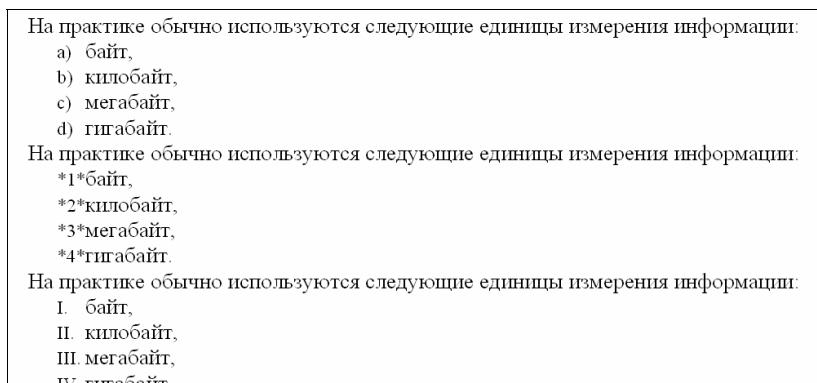 На практике обычно используются следующие единицы измерения информации:
a) байт,
b) килобайт,
c) мегабайт,
d) гигабайт.
На практике обычно используются следующие единицы измерения информации:
*1*байт,
*2*килобайт,
*3*мегабайт,
*4*гигабайт.
На практике обычно используются следующие единицы измерения информации:
I. байт,
II. килобайт,
III. мегабайт,
IV. гигабайт